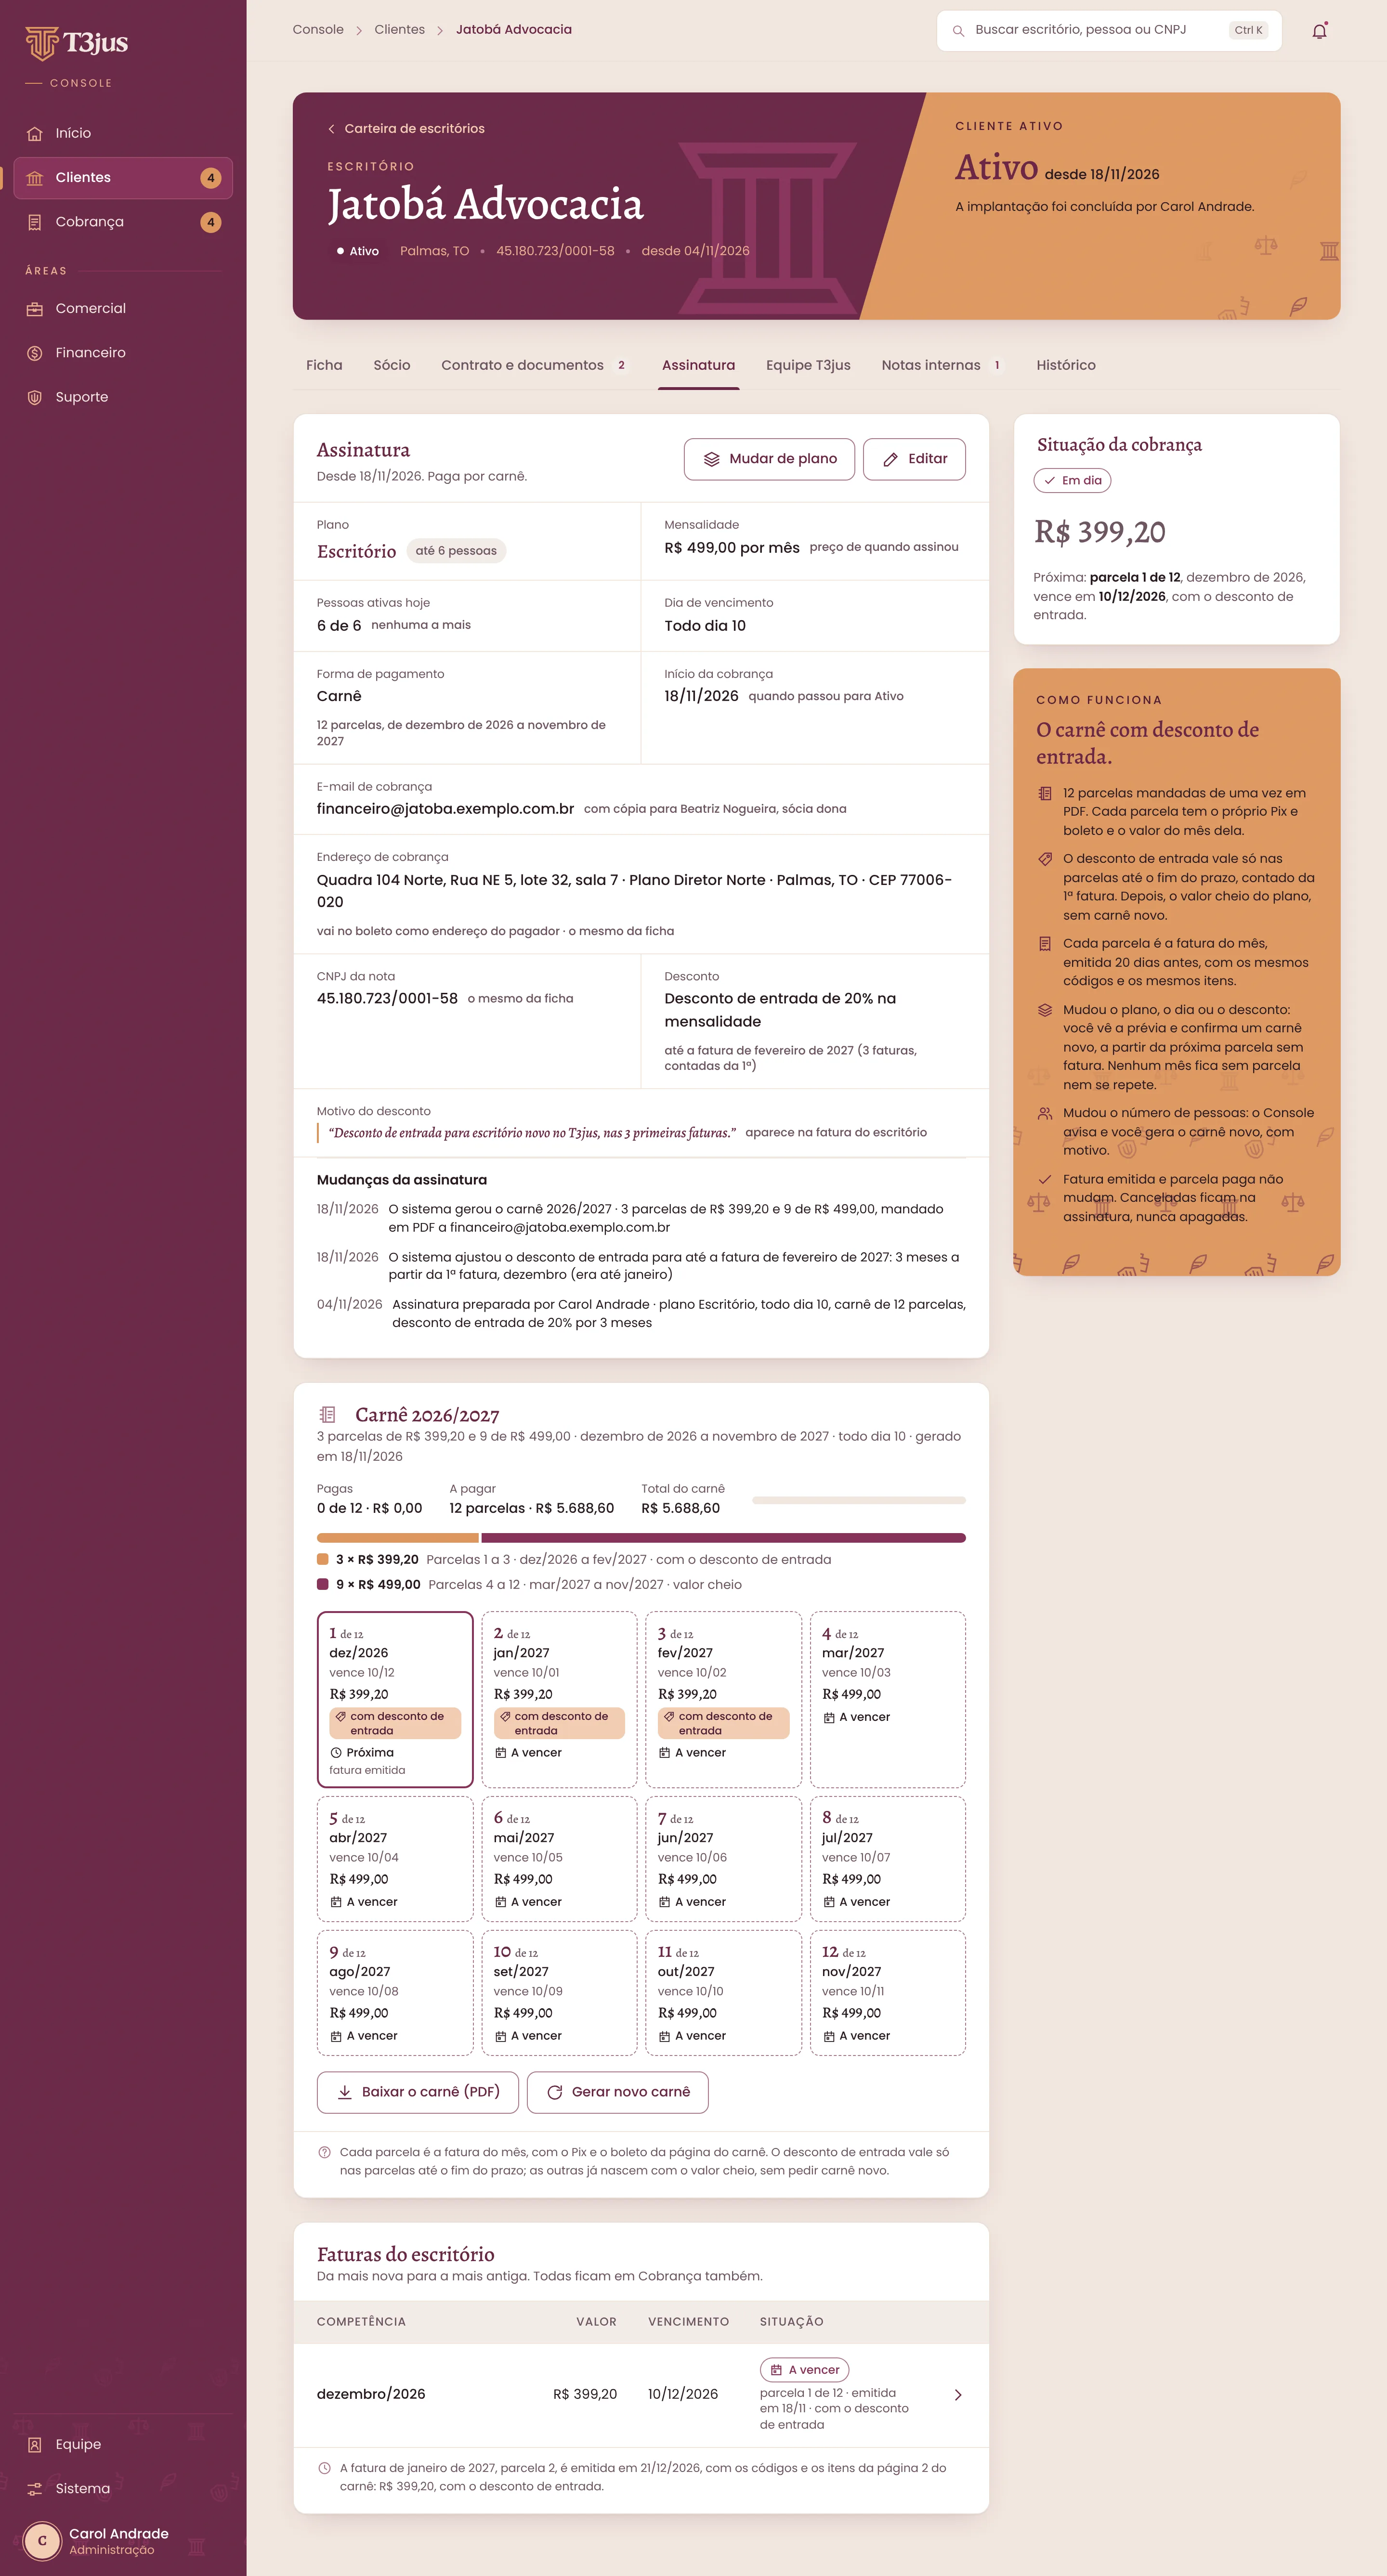 T3jus
CONSOLE
Início
Clientes 4
Cobrança 4
ÁREAS
Comercial
Financeiro
Suporte
Equipe
Sistema
C
Carol Andrade
Administração
Console > Clientes > Jatobá Advocacia
Buscar escritório, pessoa ou CNPJ Ctrl K
Carteira de escritórios
ESCRITÓRIO
Jatobá Advocacia
Ativo Palmas, TO • 45.180.723/0001-58 • desde 04/11/2026
CLIENTE ATIVO
Ativo desde 18/11/2026
A implantação foi concluída por Carol Andrade.
Ficha Sócio Contrato e documentos 2 Assinatura Equipe T3jus Notas internas 1 Histórico
Assinatura
Desde 18/11/2026. Paga por carnê.
Mudar de plano
Editar
Plano
Escritório até 6 pessoas
Mensalidade
R$ 499,00 por mês preço de quando assinou
Pessoas ativas hoje
6 de 6 nenhuma a mais
Dia de vencimento
Todo dia 10
Forma de pagamento
Carnê
12 parcelas, de dezembro de 2026 a novembro de
2027
Início da cobrança
18/11/2026 quando passou para Ativo
E-mail de cobrança
financeiro@jatoba.exemplo.com.br com cópia para Beatriz Nogueira, sócia dona
Endereço de cobrança
Quadra 104 Norte, Rua NE 5, lote 32, sala 7 · Plano Diretor Norte · Palmas, TO · CEP 77006-
020
vai no boleto como endereço do pagador · o mesmo da ficha
CNPJ da nota
45.180.723/0001-58 o mesmo da ficha
Desconto
Desconto de entrada de 20% na
mensalidade
até a fatura de fevereiro de 2027 (3 faturas,
contadas da 1ª)
Motivo do desconto
“Desconto de entrada para escritório novo no T3jus, nas 3 primeiras faturas.” aparece na fatura do escritório
Mudanças da assinatura
18/11/2026 O sistema gerou o carnê 2026/2027 · 3 parcelas de R$ 399,20 e 9 de R$ 499,00, mandado
em PDF a financeiro@jatoba.exemplo.com.br
18/11/2026 O sistema ajustou o desconto de entrada para até a fatura de fevereiro de 2027: 3 meses a
partir da 1ª fatura, dezembro (era até janeiro)
04/11/2026 Assinatura preparada por Carol Andrade · plano Escritório, todo dia 10, carnê de 12 parcelas,
desconto de entrada de 20% por 3 meses
Situação da cobrança
Em dia
R$ 399,20
Próxima: parcela 1 de 12, dezembro de 2026,
vence em 10/12/2026, com o desconto de
entrada.
COMO FUNCIONA
O carnê com desconto de
entrada.
12 parcelas mandadas de uma vez em
PDF. Cada parcela tem o próprio Pix e
boleto e o valor do mês dela.
O desconto de entrada vale só nas
parcelas até o fim do prazo, contado da
1ª fatura. Depois, o valor cheio do plano,
sem carnê novo.
Cada parcela é a fatura do mês,
emitida 20 dias antes, com os mesmos
códigos e os mesmos itens.
Mudou o plano, o dia ou o desconto:
você vê a prévia e confirma um carnê
novo, a partir da próxima parcela sem
fatura. Nenhum mês fica sem parcela
nem se repete.
Mudou o número de pessoas: o Console
avisa e você gera o carnê novo, com
motivo.
Fatura emitida e parcela paga não
mudam. Canceladas ficam na
assinatura, nunca apagadas.
Carnê 2026/2027
3 parcelas de R$ 399,20 e 9 de R$ 499,00 · dezembro de 2026 a novembro de 2027 · todo dia 10 · gerado
em 18/11/2026
Pagas
0 de 12 · R$ 0,00
A pagar
12 parcelas · R$ 5.688,60
Total do carnê
R$ 5.688,60
3 × R$ 399,20 Parcelas 1 a 3 · dez/2026 a fev/2027 · com o desconto de entrada
9 × R$ 499,00 Parcelas 4 a 12 · mar/2027 a nov/2027 · valor cheio
1 de 12
dez/2026
vence 10/12
R$ 399,20
com desconto de
entrada
Próxima
fatura emitida
2 de 12
jan/2027
vence 10/01
R$ 399,20
com desconto de
entrada
A vencer
3 de 12
fev/2027
vence 10/02
R$ 399,20
com desconto de
entrada
A vencer
4 de 12
mar/2027
vence 10/03
R$ 499,00
A vencer
5 de 12
abr/2027
vence 10/04
R$ 499,00
A vencer
6 de 12
mai/2027
vence 10/05
R$ 499,00
A vencer
7 de 12
jun/2027
vence 10/06
R$ 499,00
A vencer
8 de 12
jul/2027
vence 10/07
R$ 499,00
A vencer
9 de 12
ago/2027
vence 10/08
R$ 499,00
A vencer
10 de 12
set/2027
vence 10/09
R$ 499,00
A vencer
11 de 12
out/2027
vence 10/10
R$ 499,00
A vencer
12 de 12
nov/2027
vence 10/11
R$ 499,00
A vencer
Baixar o carnê (PDF)
Gerar novo carnê
Cada parcela é a fatura do mês, com o Pix e o boleto da página do carnê. O desconto de entrada vale só
nas parcelas até o fim do prazo; as outras já nascem com o valor cheio, sem pedir carnê novo.
Faturas do escritório
Da mais nova para a mais antiga. Todas ficam em Cobrança também.
COMPETÊNCIA VALOR VENCIMENTO SITUAÇÃO
dezembro/2026 R$ 399,20 10/12/2026 A vencer
parcela 1 de 12 · emitida
em 18/11 · com o desconto
de entrada
A fatura de janeiro de 2027, parcela 2, é emitida em 21/12/2026, com os códigos e os itens da página 2 do
carnê: R$ 399,20, com o desconto de entrada.